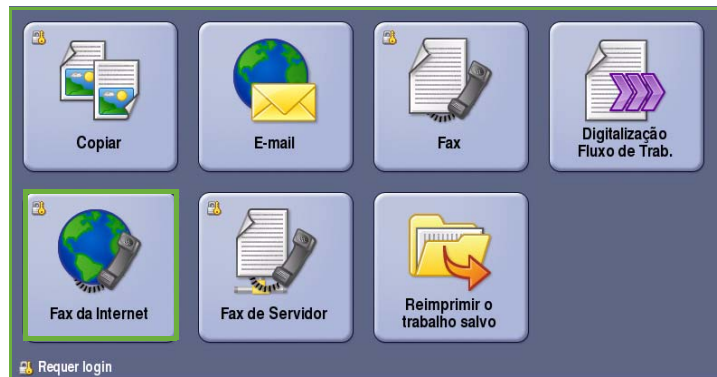 Copiar
E-mail
Fax
Digitalização
Fluxo de Trab.
Fax da Internet
Fax de Servidor
Reimprimir o
trabalho salvo
Requer login